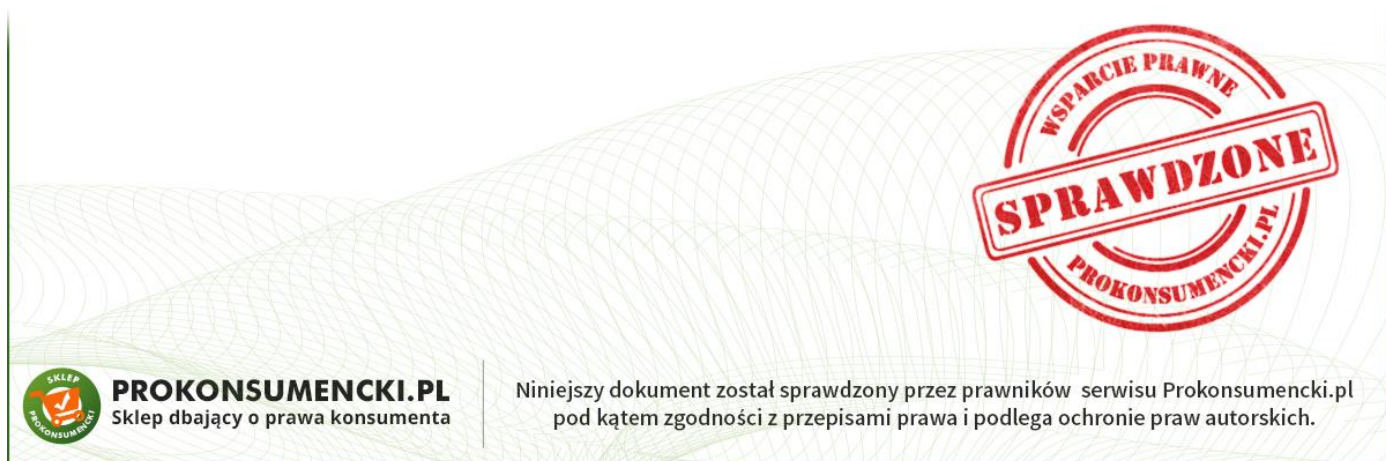 WSPARCIE PRAWNE
SPRAWDZONE
PROKONSUMENCKI.PL
SKLEP
PROKONSUMENCKI
PROKONSUMENCKI.PL
Sklep dbający o prawa konsumenta
Niniejszy dokument został sprawdzony przez prawników serwisu Prokonsumencki.pl
pod kątem zgodności z przepisami prawa i podlega ochronie praw autorskich.